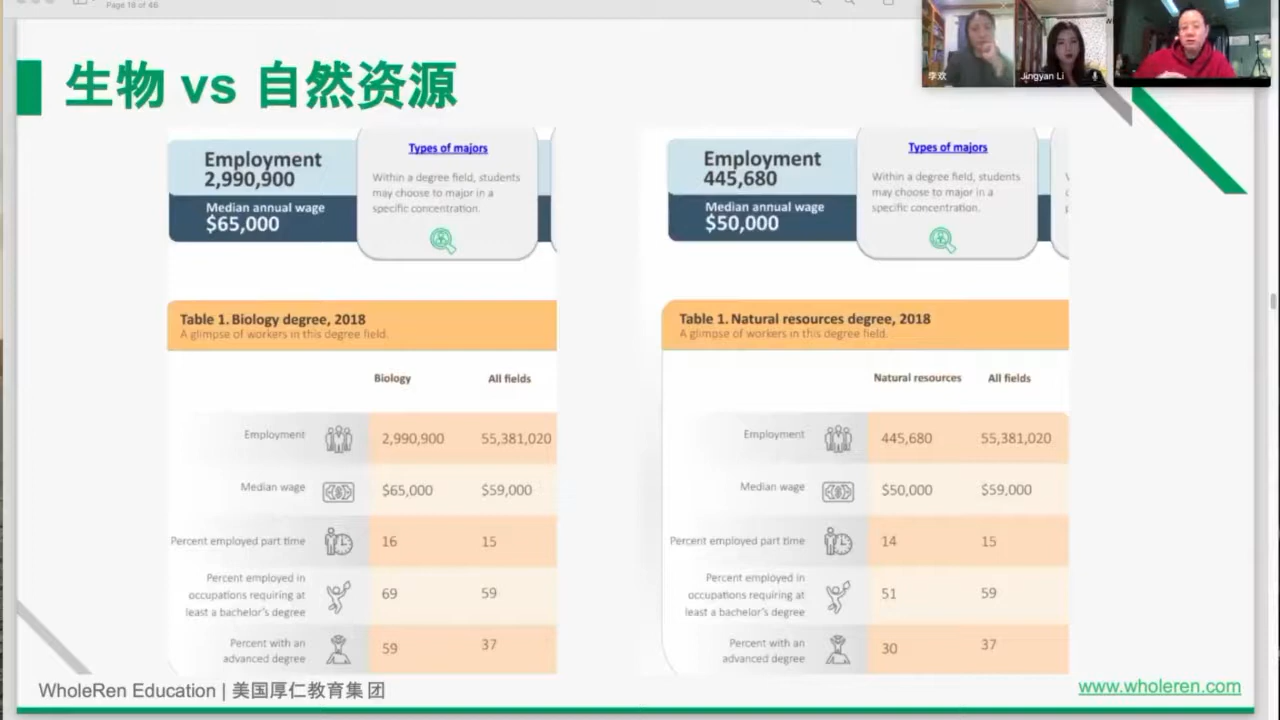 Page 19 of 46
李欢
Jingyan Li
生物 vs 自然资源
Employment
2,990,900
Median annual wage
$65,000
Types of majors
Within a degree field, students
may choose to major in a
specific concentration.
Table 1. Biology degree, 2018
A glimpse of workers in this degree field.
Biology All fields
Employment 2,990,900 55,381,020
Median wage $65,000 $59,000
Percent employed part time 16 15
Percent employed in
occupations requiring at
least a bachelor's degree
69 59
Percent with an
advanced degree
59 37
Employment
445,680
Median annual wage
$50,000
Types of majors
Within a degree field, students
may choose to major in a
specific concentration.
Table 1. Natural resources degree, 2018
A glimpse of workers in this degree field.
Natural resources All fields
Employment 445,680 55,381,020
Median wage $50,000 $59,000
Percent employed part time 14 15
Percent employed in
occupations requiring at
least a bachelor's degree
51 59
Percent with an
advanced degree
30 37
WholeRen Education | 美国厚仁教育集团
www.wholeren.com